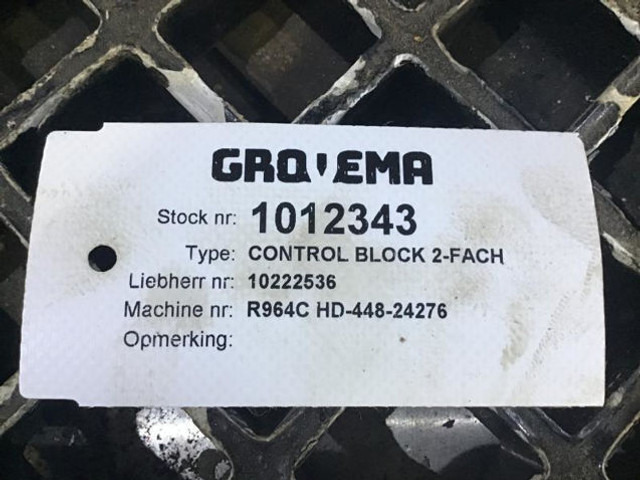 GRO'EMA
Stock nr: 1012343
Type: CONTROL BLOCK 2-FACH
Liebherr nr: 10222536
Machine nr: R964C HD-448-24276
Opmerking: